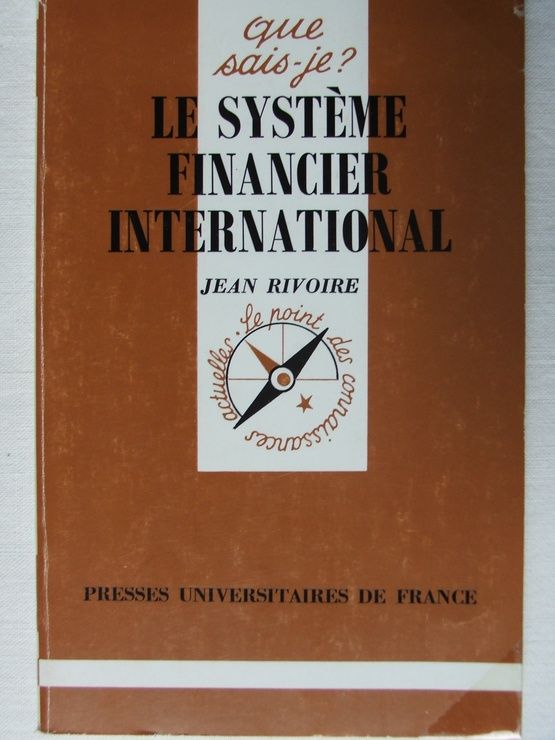 que
sais-je?
LE SYSTÈME
FINANCIER
INTERNATIONAL
JEAN RIVOIRE
Le point des connaissances actuelles.
PRESSES UNIVERSITAIRES DE FRANCE